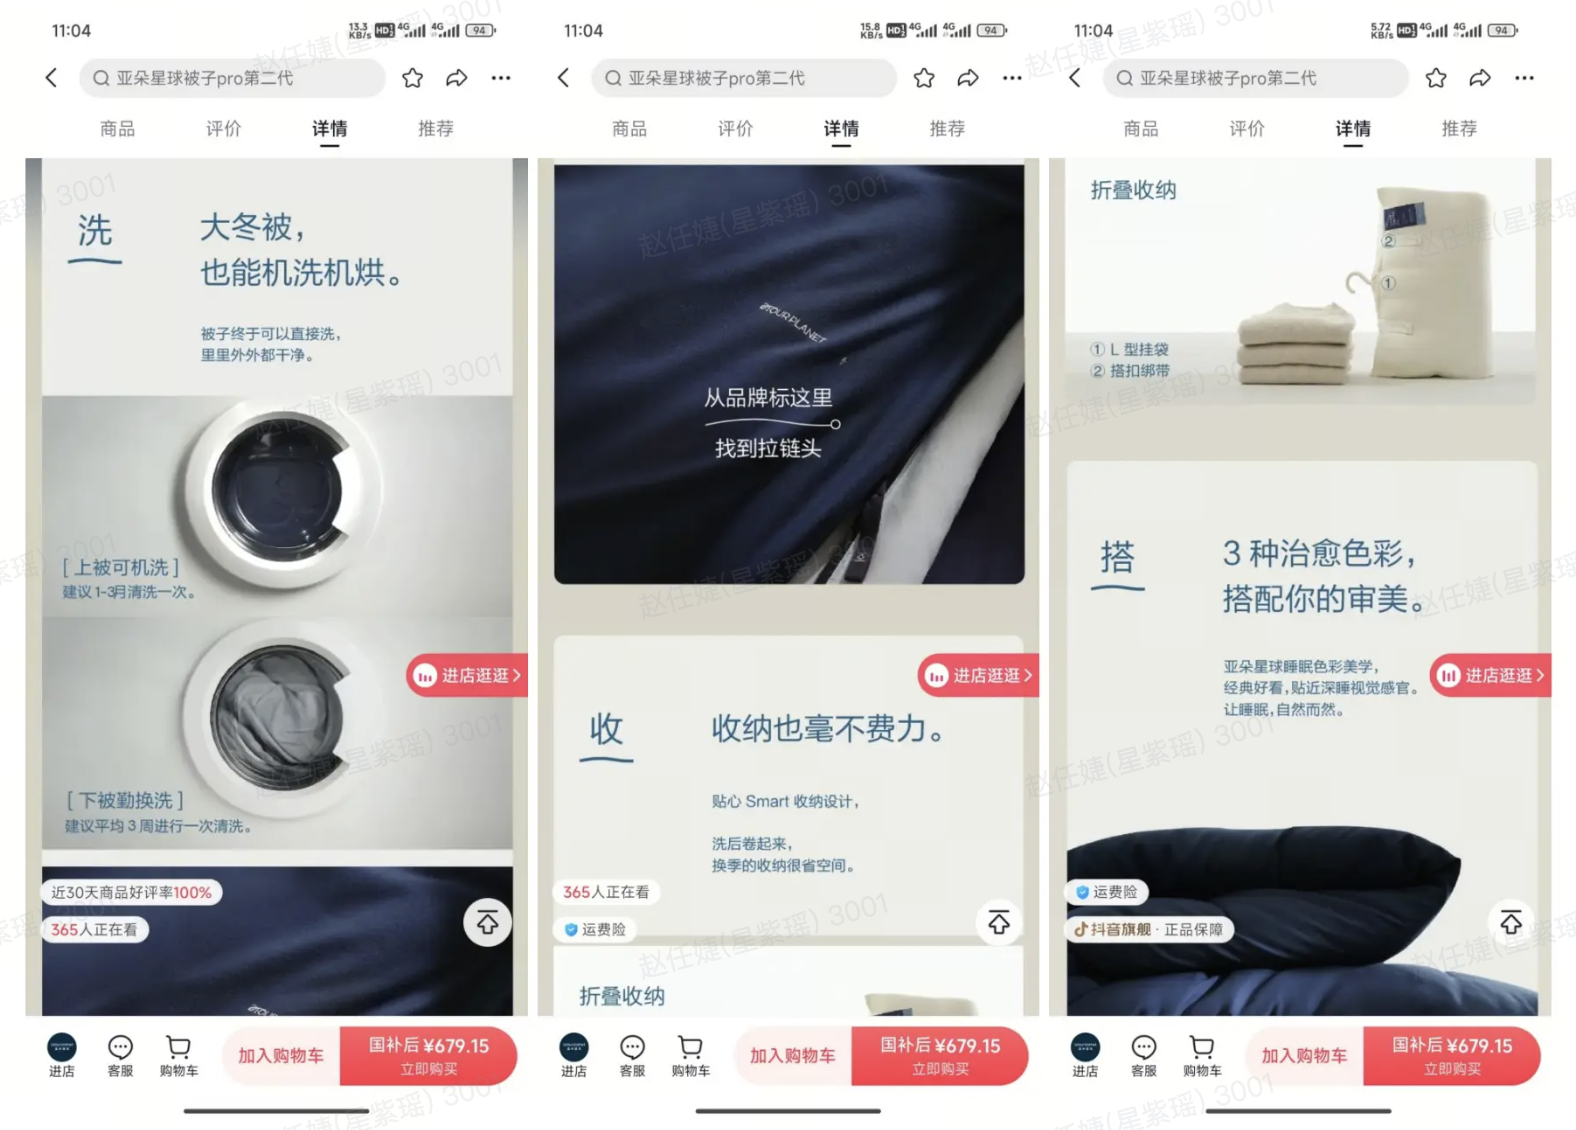 11:04
13.3 KB/s HD 4G 4G 94
亚朵星球被子pro第二代
商品 评价 详情 推荐
洗
大冬被，
也能机洗机烘。
被子终于可以直接洗，
里里外外都干净。
[ 上被可机洗 ]
建议 1-3月清洗一次。
进店逛逛
[ 下被勤换洗 ]
建议平均 3 周进行一次清洗。
近30天商品好评率100%
365人正在看
进店 客服 购物车
加入购物车
国补后 ¥679.15
立即购买
11:04
15.8 KB/s HD 4G 4G 94
亚朵星球被子pro第二代
商品 评价 详情 推荐
YOUR PLANET
从品牌标这里
找到拉链头
收
收纳也毫不费力。
进店逛逛
贴心 Smart 收纳设计，
洗后卷起来，
换季的收纳很省空间。
365人正在看
运费险
折叠收纳
进店 客服 购物车
加入购物车
国补后 ¥679.15
立即购买
11:04
5.72 KB/s HD 4G 4G 94
亚朵星球被子pro第二代
商品 评价 详情 推荐
折叠收纳
②
①
① L 型挂袋
② 搭扣绑带
搭
3 种治愈色彩，
搭配你的审美。
亚朵星球睡眠色彩美学，
经典好看，贴近深睡视觉感官。
让睡眠，自然而然。
进店逛逛
运费险
抖音旗舰 · 正品保障
进店 客服 购物车
加入购物车
国补后 ¥679.15
立即购买
赵任婕(星紫瑶) 3001